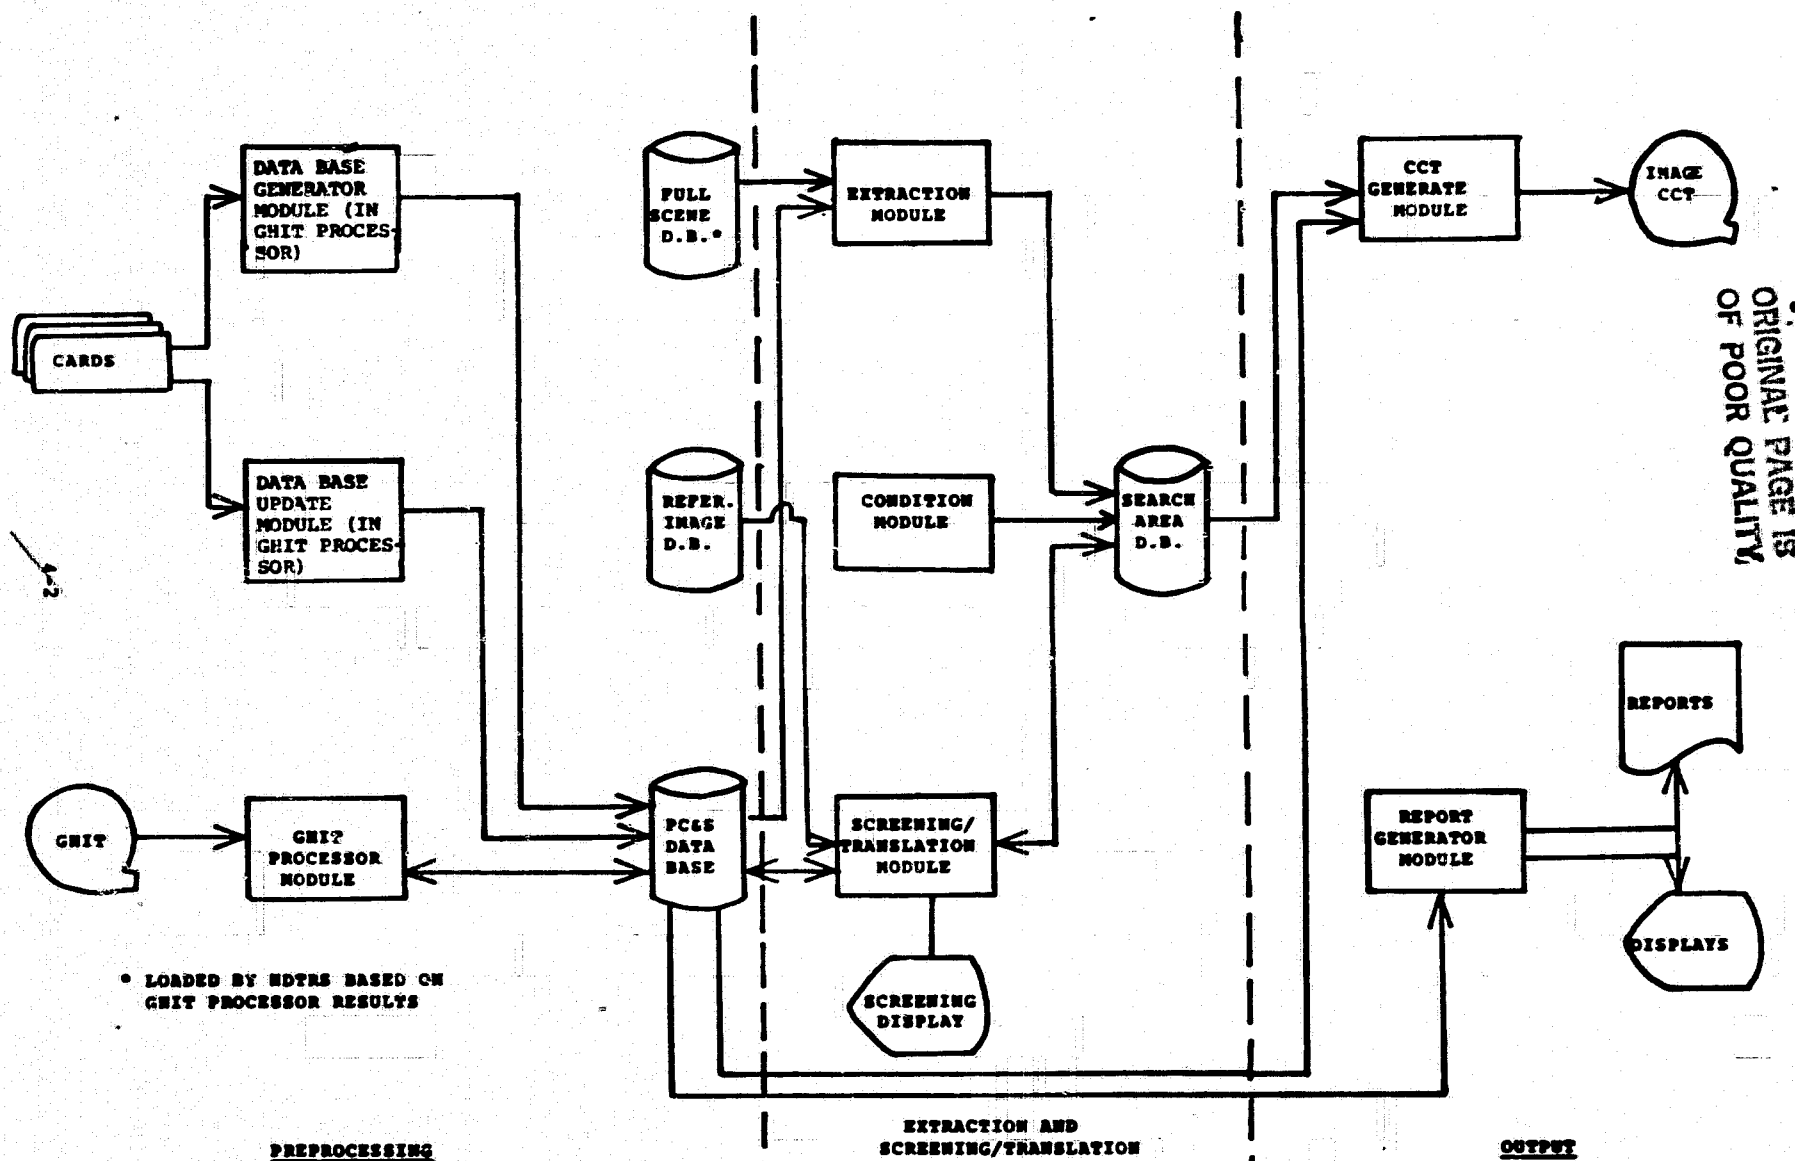 DATA BASE
GENERATOR
MODULE (IN
GHIT PROCES-
SOR)
FULL
SCENE
D.B.*
EXTRACTION
MODULE
CCT
GENERATE
MODULE
IMAGE
CCT
CARDS
ORIGINAL PAGE IS
OF POOR QUALITY
DATA BASE
UPDATE
MODULE (IN
GHIT PROCES-
SOR)
REFER.
IMAGE
D.B.
CONDITION
MODULE
SEARCH
AREA
D.B.
4-2
REPORTS
GHIT
GHIT
PROCESSOR
MODULE
PC&S
DATA
BASE
SCREENING/
TRANSLATION
MODULE
REPORT
GENERATOR
MODULE
DISPLAYS
* LOADED BY NDTRS BASED ON
GHIT PROCESSOR RESULTS
SCREENING
DISPLAY
PREPROCESSING
EXTRACTION AND
SCREENING/TRANSLATION
OUTPUT